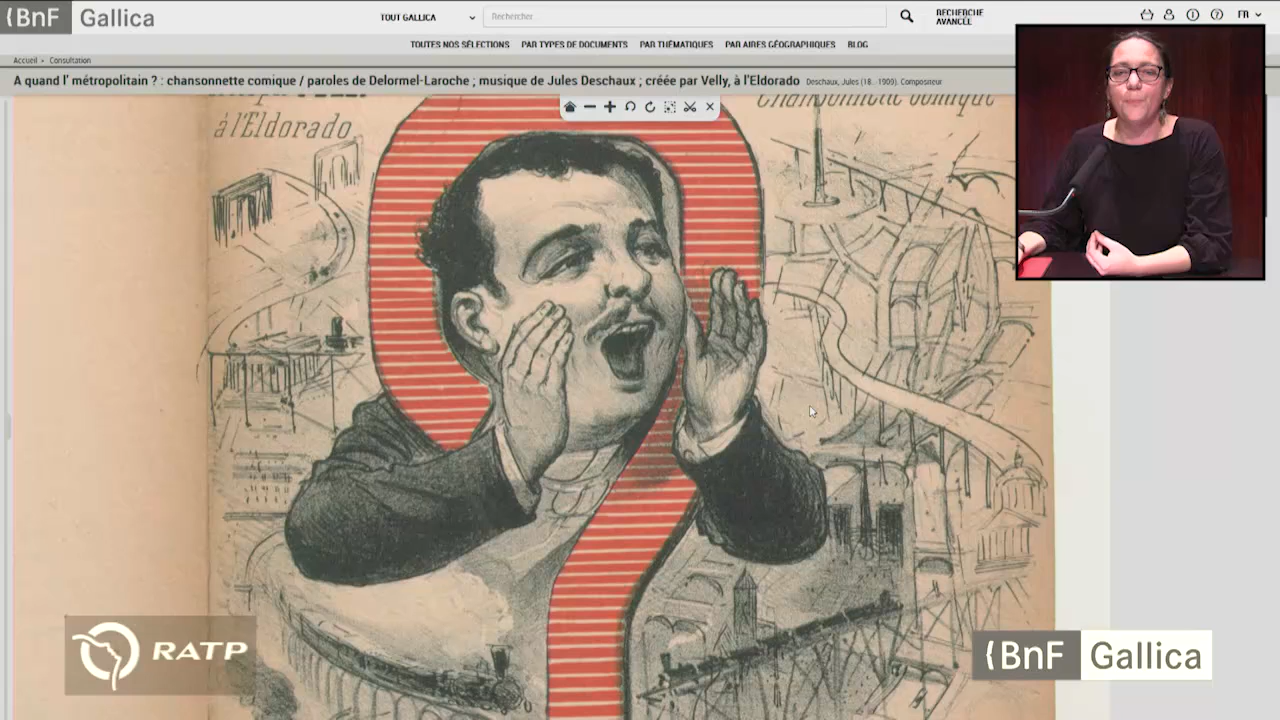 BnF Gallica
TOUT GALLICA
Rechercher
RECHERCHE
AVANCÉE
FR
TOUTES NOS SÉLECTIONS PAR TYPES DE DOCUMENTS PAR THÉMATIQUES PAR AIRES GÉOGRAPHIQUES BLOG
Accueil > Consultation
A quand l' métropolitain ? : chansonnette comique / paroles de Delormel-Laroche ; musique de Jules Deschaux ; créée par Velly, à l'Eldorado Deschaux, Jules (18..-1909). Compositeur
à l'Eldorado
Chansonnette comique
RATP
BnF Gallica